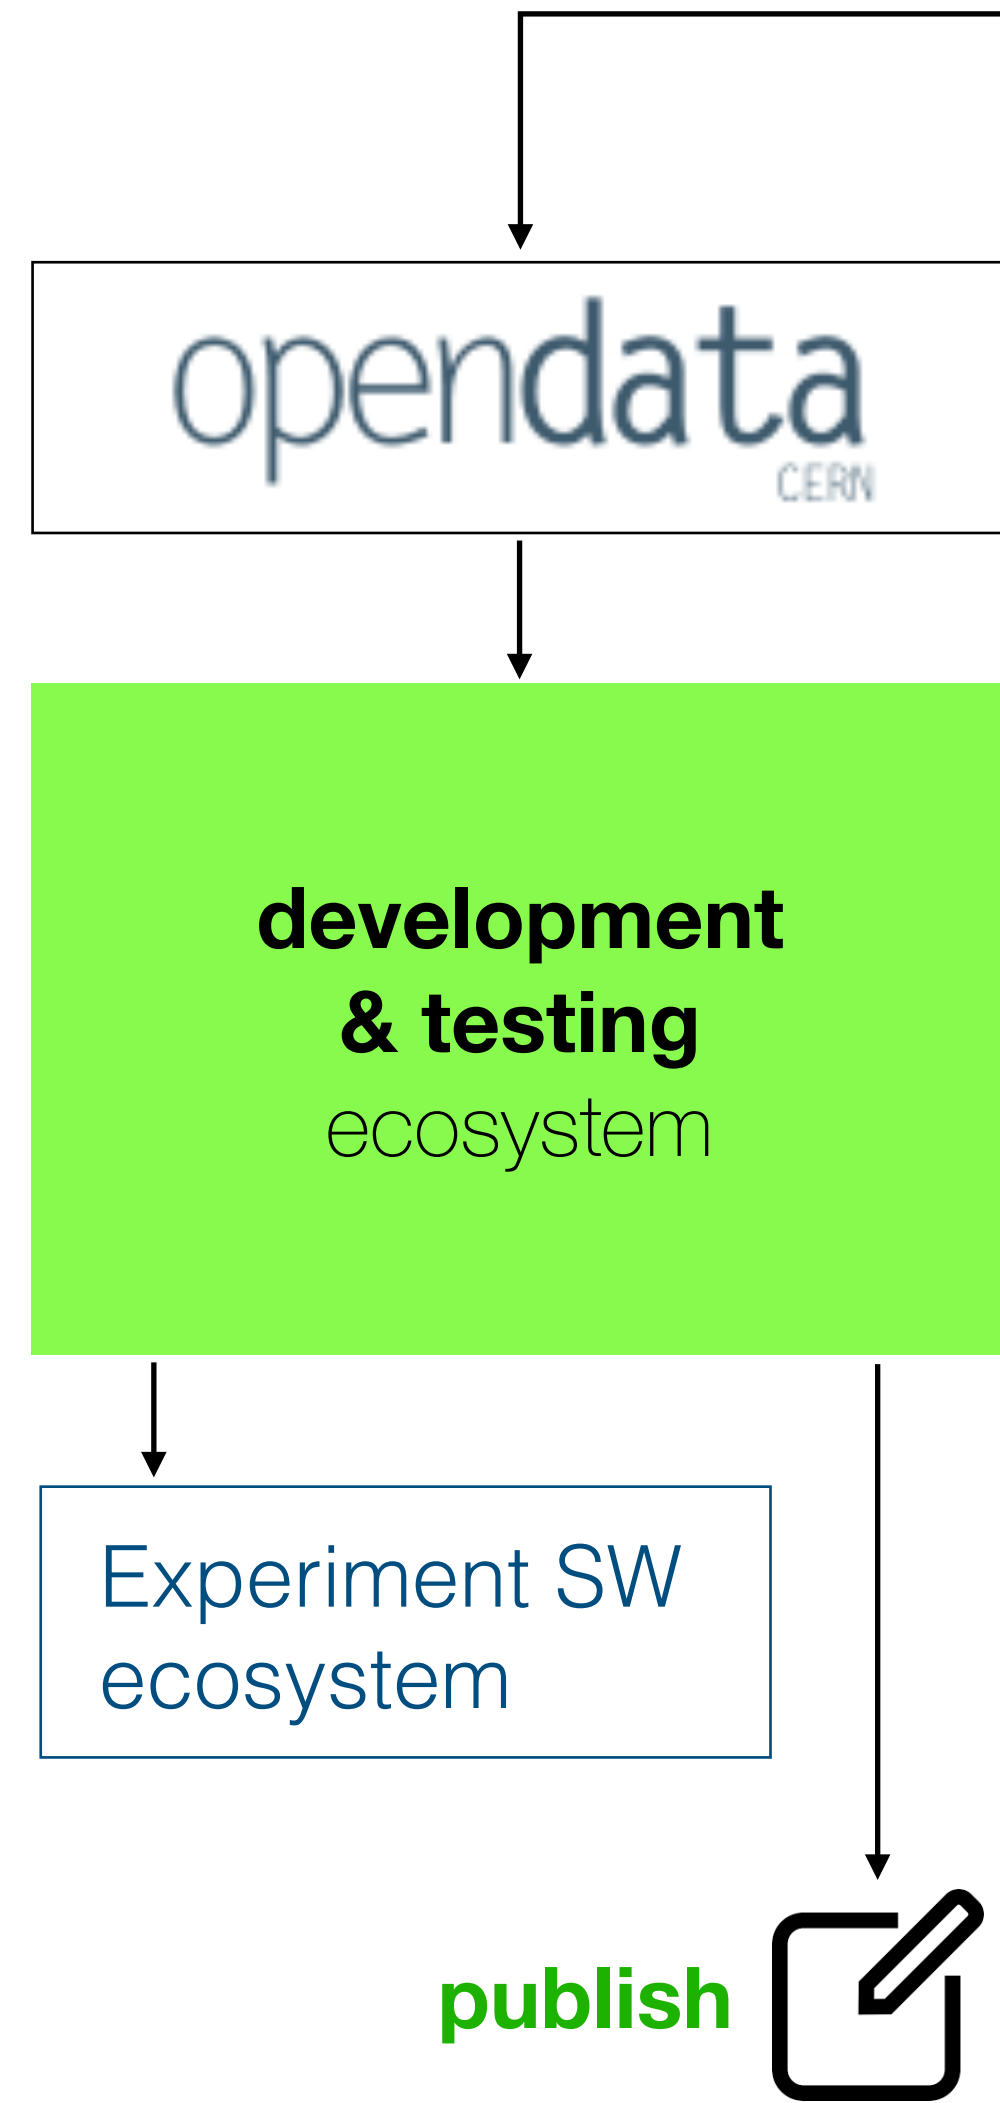 opendata
CERN
development
& testing
ecosystem
Experiment SW
ecosystem
publish